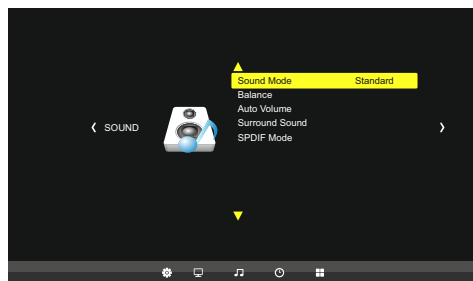 SOUND
Sound Mode Standard
Balance
Auto Volume
Surround Sound
SPDIF Mode